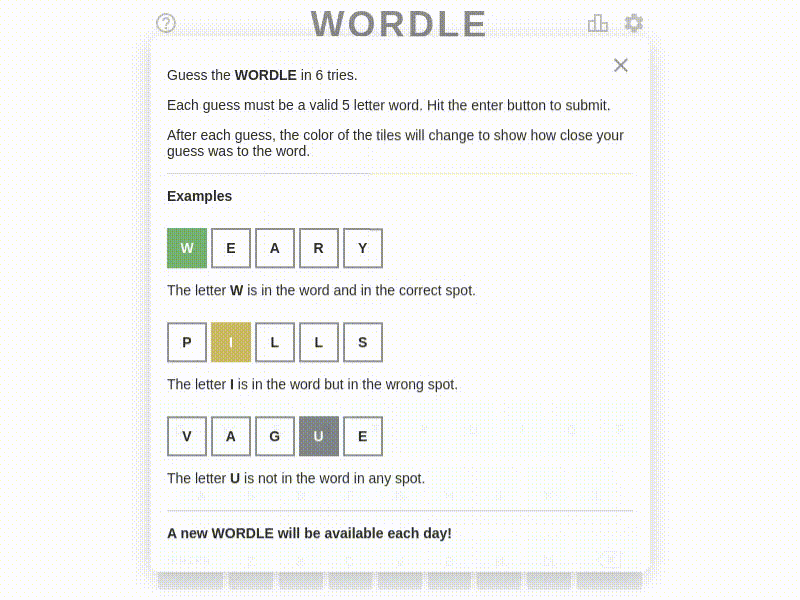 WORDLE
Guess the WORDLE in 6 tries.
Each guess must be a valid 5 letter word. Hit the enter button to submit.
After each guess, the color of the tiles will change to show how close your
guess was to the word.
Examples
W E A R Y
The letter W is in the word and in the correct spot.
P I L L S
The letter I is in the word but in the wrong spot.
V A G U E
The letter U is not in the word in any spot.
A new WORDLE will be available each day!